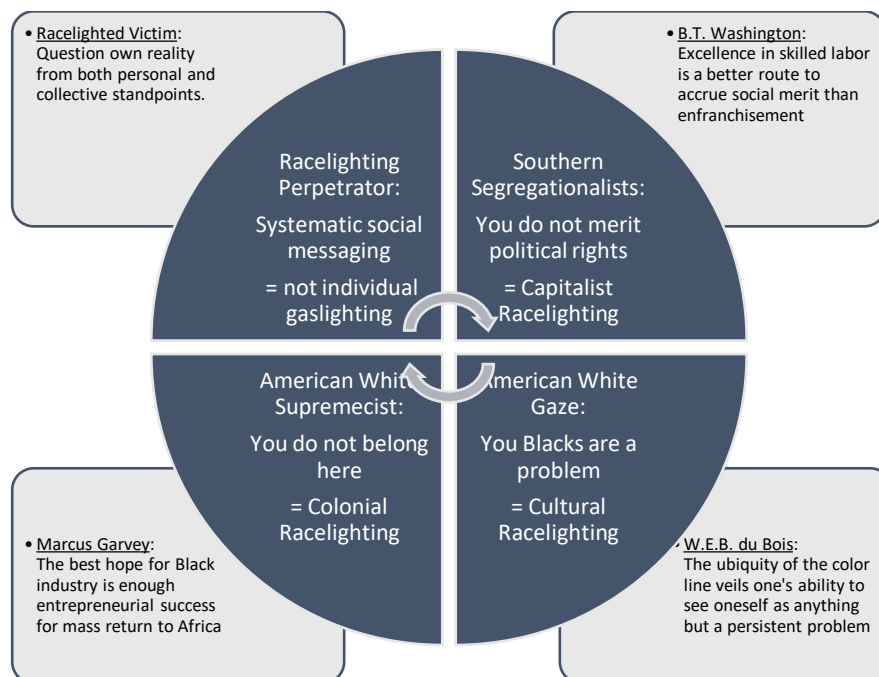 • Racelighted Victim:
Question own reality
from both personal and
collective standpoints.
• B.T. Washington:
Excellence in skilled labor
is a better route to
accrue social merit than
enfranchisement
Racelighting
Perpetrator:
Systematic social
messaging
= not individual
gaslighting
Southern
Segregationalists:
You do not merit
political rights
= Capitalist
Racelighting
American White
Supremecist:
You do not belong
here
= Colonial
Racelighting
American White
Gaze:
You Blacks are a
problem
= Cultural
Racelighting
• Marcus Garvey:
The best hope for Black
industry is enough
entrepreneurial success
for mass return to Africa
• W.E.B. du Bois:
The ubiquity of the color
line veils one's ability to
see oneself as anything
but a persistent problem